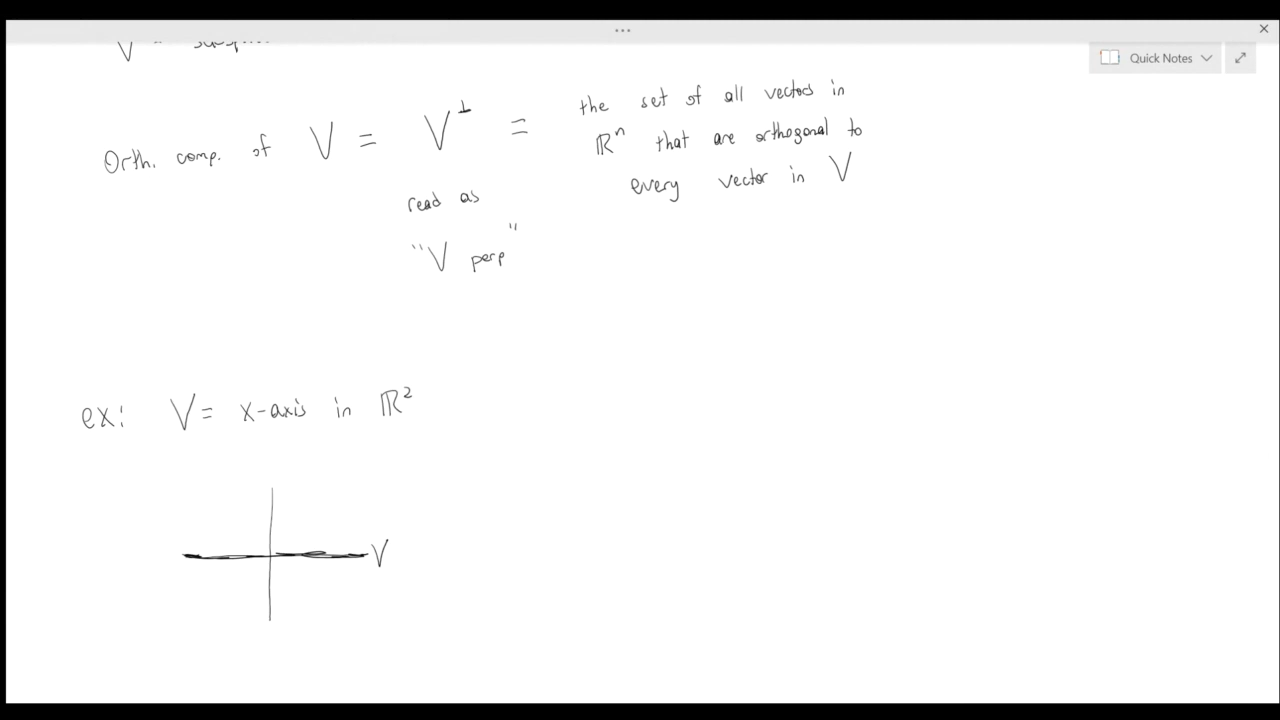 Quick Notes
V
Orth. comp. of V = V⊥ = the set of all vectors in
ℝⁿ that are orthogonal to
every vector in V
read as
"V perp"
ex: V = x-axis in ℝ²
V